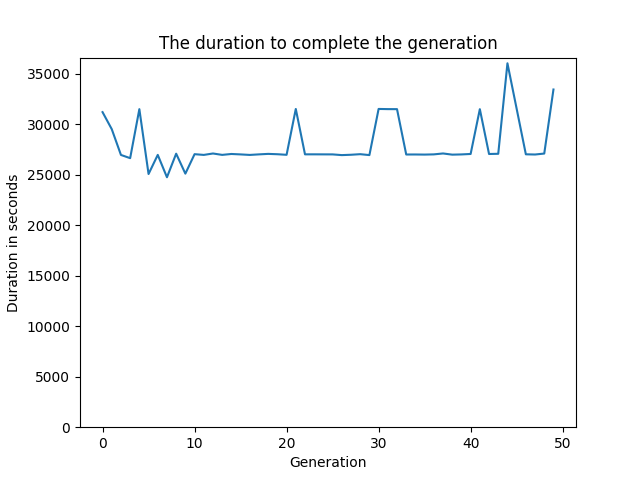 The duration to complete the generation
35000
30000
25000
20000
15000
10000
5000
0
Duration in seconds
0 10 20 30 40 50
Generation